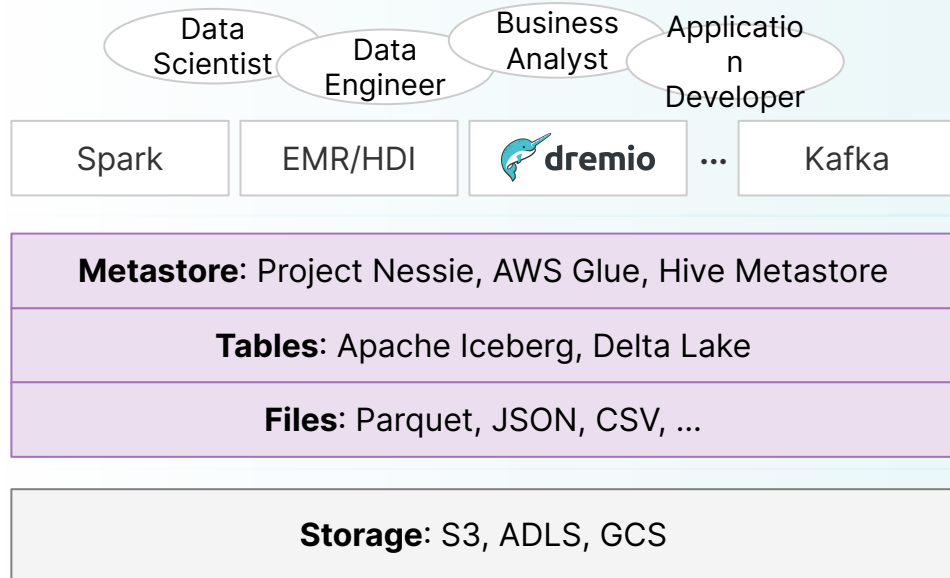 Data
Scientist
Data
Engineer
Business
Analyst
Applicatio
n
Developer
Spark
EMR/HDI
dremio
...
Kafka
Metastore: Project Nessie, AWS Glue, Hive Metastore
Tables: Apache Iceberg, Delta Lake
Files: Parquet, JSON, CSV, ...
Storage: S3, ADLS, GCS